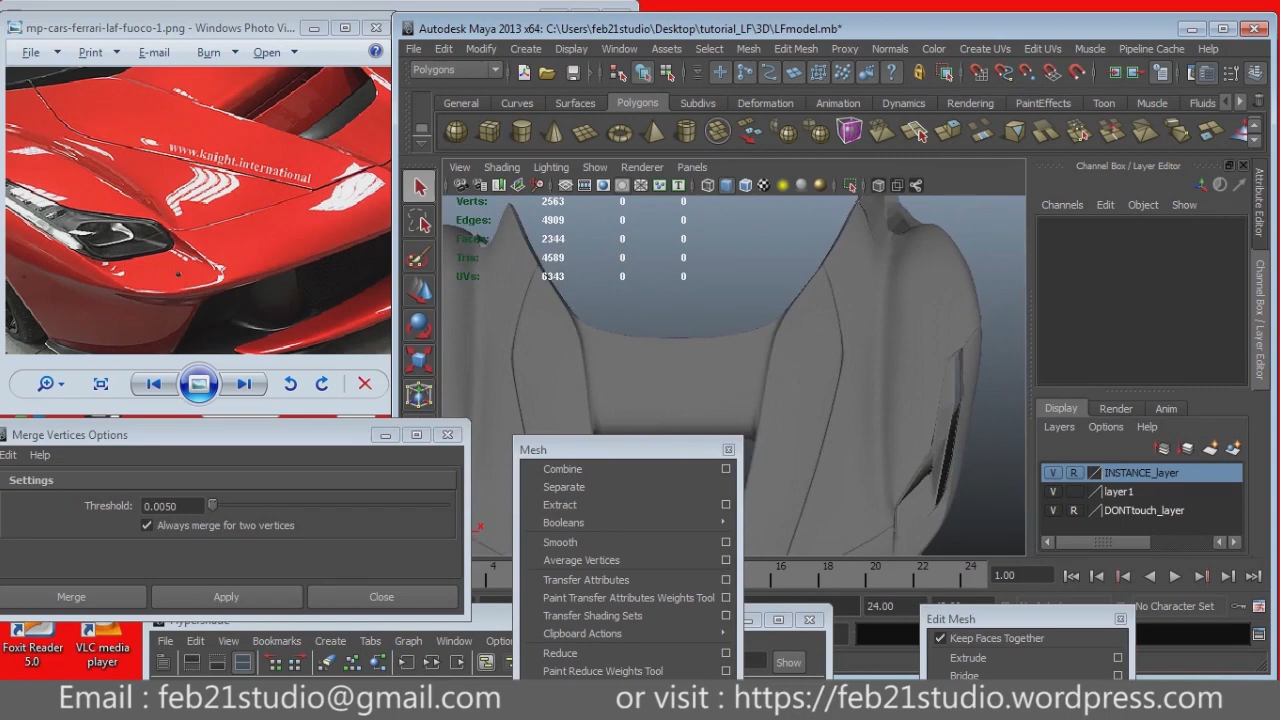 mp-cars-ferrari-laf-fuoco-1.png - Windows Photo Vi...
File Print E-mail Burn Open
www.knight.international
Autodesk Maya 2013 x64: C:\Users\feb21studio\Desktop\tutorial_LF\3D\LFmodel.mb*
File Edit Modify Create Display Window Assets Select Mesh Edit Mesh Proxy Normals Color Create UVs Edit UVs Muscle Pipeline Cache Help
Polygons
General Curves Surfaces Polygons Subdivs Deformation Animation Dynamics Rendering PaintEffects Toon Muscle Fluids
View Shading Lighting Show Renderer Panels
Verts: 2563 0 0
Edges: 4909 0 0
Faces: 2344 0 0
Tris: 4589 0 0
UVs: 6343 0 0
Channel Box / Layer Editor
Channels Edit Object Show
Attribute Editor
Channel Box / Layer Editor
Display Render Anim
Layers Options Help
V R INSTANCE_layer
V layer1
V R DONTtouch_layer
Merge Vertices Options
Edit Help
Settings
Threshold: 0.0050
Always merge for two vertices
Merge Apply Close
Mesh
Combine
Separate
Extract
Booleans
Smooth
Average Vertices
Transfer Attributes
Paint Transfer Attributes Weights Tool
Transfer Shading Sets
Clipboard Actions
Reduce
Paint Reduce Weights Tool
4 16 18 20 22 24
1.00
24.00
No Character Set
Edit Mesh
Keep Faces Together
Extrude
Bridge
Foxit Reader 5.0
VLC media player
Hypershade
File Edit View Bookmarks Create Tabs Graph Window Optio
Show
Email : feb21studio@gmail.com or visit : https://feb21studio.wordpress.com